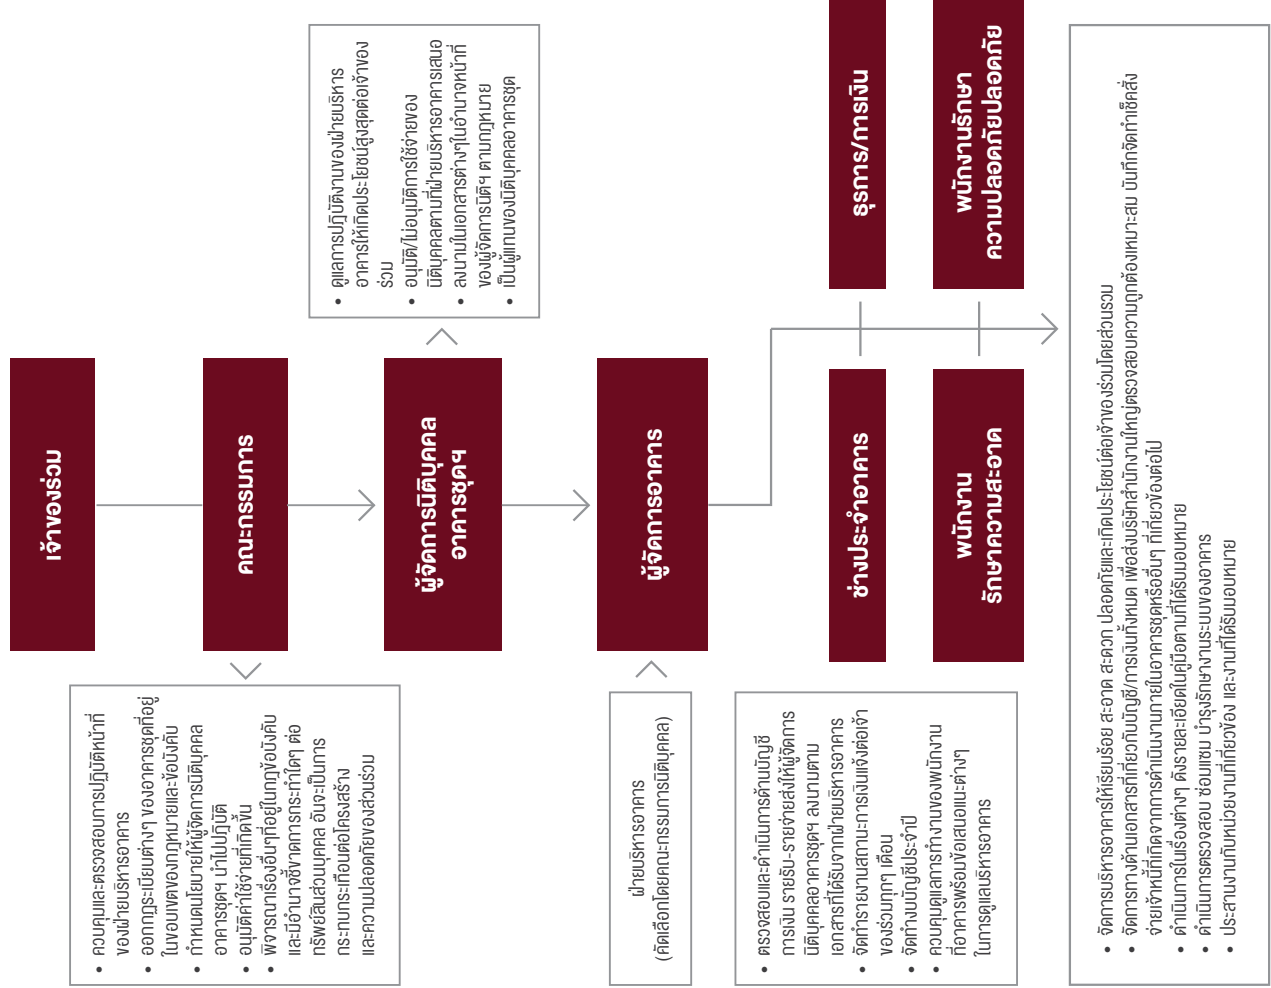 เจ้าของร่วม
คณะกรรมการ
• ควบคุมและตรวจสอบการปฏิบัติหน้าที่
ของฝ่ายบริหารอาคาร
• ออกกฎระเบียบต่างๆ ของอาคารชุดที่อยู่
ในขอบเขตของกฎหมายและข้อบังคับ
• กำหนดนโยบายให้ผู้จัดการนิติบุคคล
อาคารชุดฯ นำไปปฏิบัติ
• อนุมัติค่าใช้จ่ายที่เกิดขึ้น
• พิจารณาเรื่องอื่นๆที่อยู่ในกฎข้อบังคับ
และมีอำนาจชี้ขาดการกระทำใดๆ ต่อ
ทรัพย์สินส่วนบุคคล อันจะเป็นการ
กระทบกระเทือนต่อโครงสร้าง
และความปลอดภัยของส่วนร่วม
ผู้จัดการนิติบุคคล
อาคารชุดฯ
• ดูแลการปฏิบัติงานของฝ่ายบริหาร
อาคารให้เกิดประโยชน์สูงสุดต่อเจ้าของ
ร่วม
• อนุมัติ/ไม่อนุมัติการใช้จ่ายของ
นิติบุคคลตามที่ฝ่ายบริหารอาคารเสนอ
• ลงนามในเอกสารต่างๆในอำนาจหน้าที่
ของผู้จัดการนิติฯ ตามกฎหมาย
• เป็นผู้แทนของนิติบุคคลอาคารชุด
ผู้จัดการอาคาร
ฝ่ายบริหารอาคาร
(คัดเลือกโดยคณะกรรมการนิติบุคคล)
• ตรวจสอบและดำเนินการด้านบัญชี
การเงิน รายรับ-รายจ่ายส่งให้ผู้จัดการ
นิติบุคคลอาคารชุดฯ ลงนามตาม
เอกสารที่ได้รับจากฝ่ายบริหารอาคาร
• จัดทำรายงานสถานะการเงินแจ้งต่อเจ้า
ของร่วมทุกๆ เดือน
• จัดทำงบบัญชีประจำปี
• ควบคุมดูแลการทำงานของพนักงาน
ที่อาคารพร้อมข้อเสนอแนะต่างๆ
ในการดูแลบริหารอาคาร
ช่างประจำอาคาร
ธุรการ/การเงิน
พนักงาน
รักษาความสะอาด
พนักงานรักษา
ความปลอดภัยปลอดภัย
• จัดการบริหารอาคารให้เรียบร้อย สะอาด สะดวก ปลอดภัยและเกิดประโยชน์ต่อเจ้าของร่วมโดยส่วนรวม
• จัดการทางด้านเอกสารที่เกี่ยวกับบัญชี/การเงินทั้งหมด เพื่อส่งบริษัทสำนักงานใหญ่ตรวจสอบความถูกต้องเหมาะสม บันทึกจัดทำเช็คสั่ง
จ่ายเจ้าหนี้ที่เกิดจากการดำเนินงานภายในอาคารชุดหรืออื่นๆ ที่เกี่ยวข้องต่อไป
• ดำเนินการในเรื่องต่างๆ ดังรายละเอียดในคู่มือตามที่ได้รับมอบหมาย
• ดำเนินการตรวจสอบ ซ่อมแซม บำรุงรักษางานระบบของอาคาร
• ประสานงานกับหน่วยงานที่เกี่ยวข้อง และงานที่ได้รับมอบหมาย